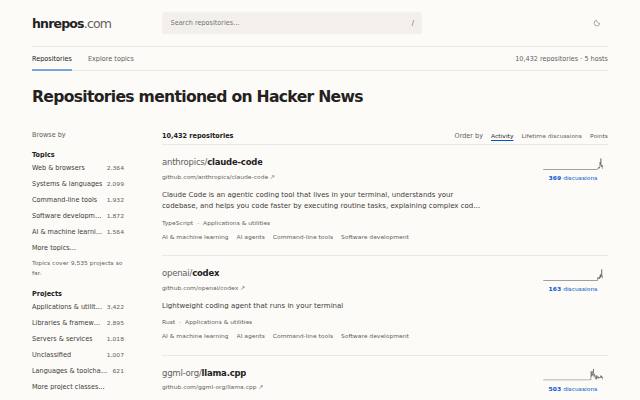 hnrepos.com
Search repositories...
/
Repositories
Explore topics
10,432 repositories · 5 hosts
Repositories mentioned on Hacker News
Browse by
Topics
Web & browsers 2,364
Systems & languages 2,099
Command-line tools 1,932
Software developm... 1,872
AI & machine learni... 1,564
More topics...
Topics cover 9,535 projects so
far.
Projects
Applications & utilit... 3,422
Libraries & framew... 2,895
Servers & services 1,018
Unclassified 1,007
Languages & toolcha... 621
More project classes...
10,432 repositories
Order by Activity Lifetime discussions Points
anthropics/claude-code
github.com/anthropics/claude-code ↗
369 discussions
Claude Code is an agentic coding tool that lives in your terminal, understands your
codebase, and helps you code faster by executing routine tasks, explaining complex cod...
TypeScript · Applications & utilities
AI & machine learning AI agents Command-line tools Software development
openai/codex
github.com/openai/codex ↗
163 discussions
Lightweight coding agent that runs in your terminal
Rust · Applications & utilities
AI & machine learning AI agents Command-line tools Software development
ggml-org/llama.cpp
github.com/ggml-org/llama.cpp ↗
503 discussions